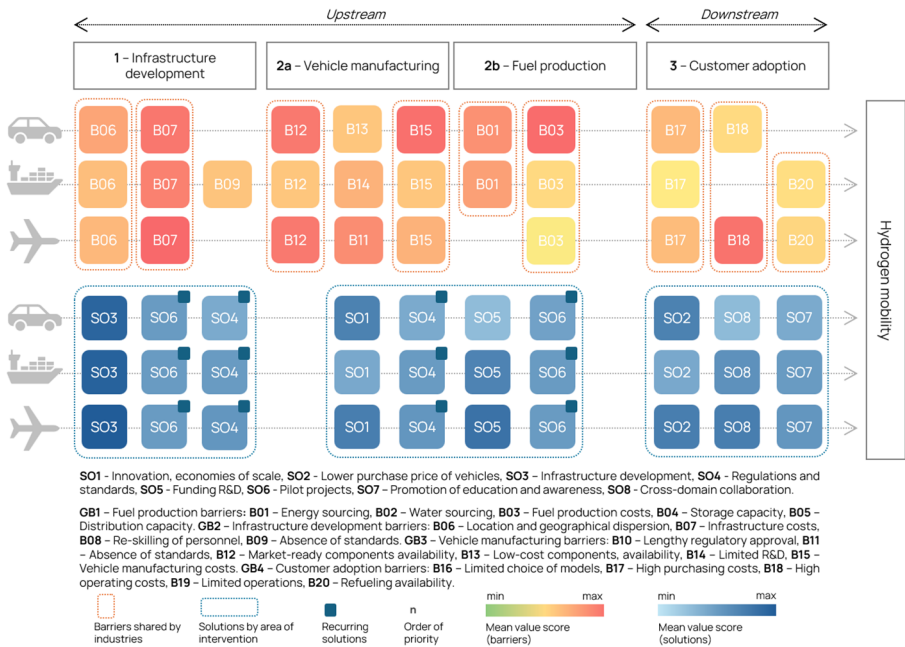 Upstream
Downstream
1 – Infrastructure
development
2a – Vehicle manufacturing
2b – Fuel production
3 – Customer adoption
B06 B07 B12 B13 B15 B01 B03 B17 B18
B06 B07 B09 B12 B14 B15 B01 B03 B17 B20
B06 B07 B12 B11 B15 B03 B17 B18 B20
Hydrogen mobility
SO3 SO6 SO4 SO1 SO4 SO5 SO6 SO2 SO8 SO7
SO3 SO6 SO4 SO1 SO4 SO5 SO6 SO2 SO8 SO7
SO3 SO6 SO4 SO1 SO4 SO5 SO6 SO2 SO8 SO7
SO1 - Innovation, economies of scale, SO2 - Lower purchase price of vehicles, SO3 – Infrastructure development, SO4 – Regulations and
standards, SO5 - Funding R&D, SO6 - Pilot projects, SO7 – Promotion of education and awareness, SO8 – Cross-domain collaboration.
GB1 – Fuel production barriers: B01 – Energy sourcing, B02 – Water sourcing, B03 – Fuel production costs, B04 – Storage capacity, B05 –
Distribution capacity. GB2 – Infrastructure development barriers: B06 – Location and geographical dispersion, B07 – Infrastructure costs,
B08 – Re-skilling of personnel, B09 – Absence of standards. GB3 – Vehicle manufacturing barriers: B10 – Lengthy regulatory approval, B11
– Absence of standards, B12 – Market-ready components availability, B13 – Low-cost components, availability, B14 – Limited R&D, B15 –
Vehicle manufacturing costs. GB4 – Customer adoption barriers: B16 – Limited choice of models, B17 – High purchasing costs, B18 – High
operating costs, B19 – Limited operations, B20 – Refueling availability.
Barriers shared by
industries
Solutions by area of
intervention
Recurring
solutions
n
Order of
priority
min max
Mean value score
(barriers)
min max
Mean value score
(solutions)